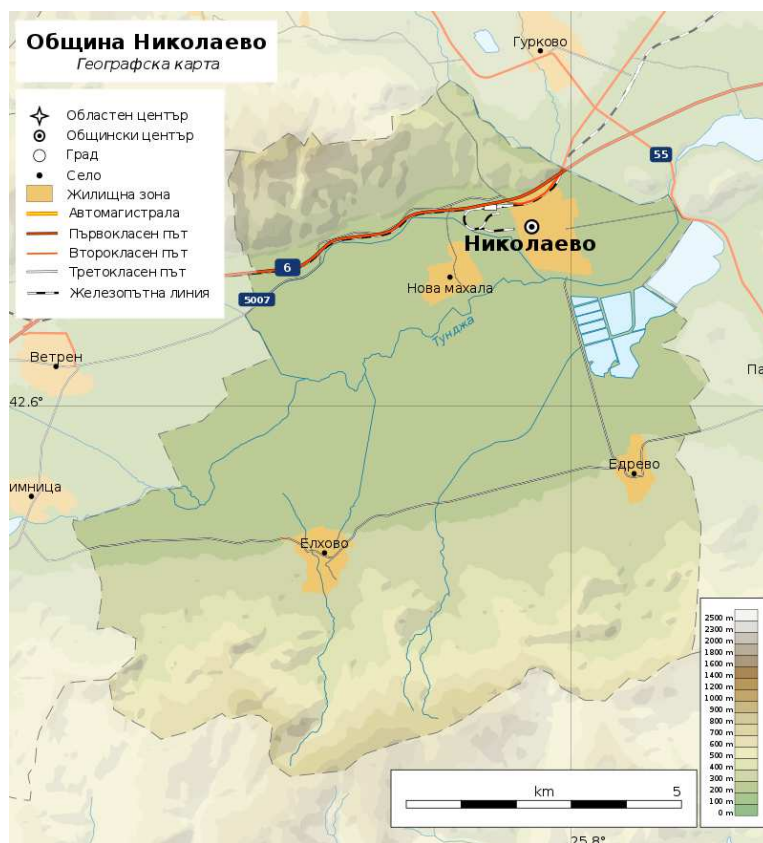 Община Николаево
Географска карта
Областен център
Общински център
Град
Село
Жилищна зона
Автомагистрала
Първокласен път
Второкласен път
Третокласен път
Железопътна линия
Гурково
55
Николаево
6
Нова махала
5007
Тунджа
Ветрен
Па
42.6°
Едрево
имница
Елхово
2500 m
2300 m
2000 m
1800 m
1600 m
1400 m
1200 m
1000 m
900 m
800 m
700 m
600 m
500 m
400 m
300 m
200 m
100 m
0 m
km 5
25.8°